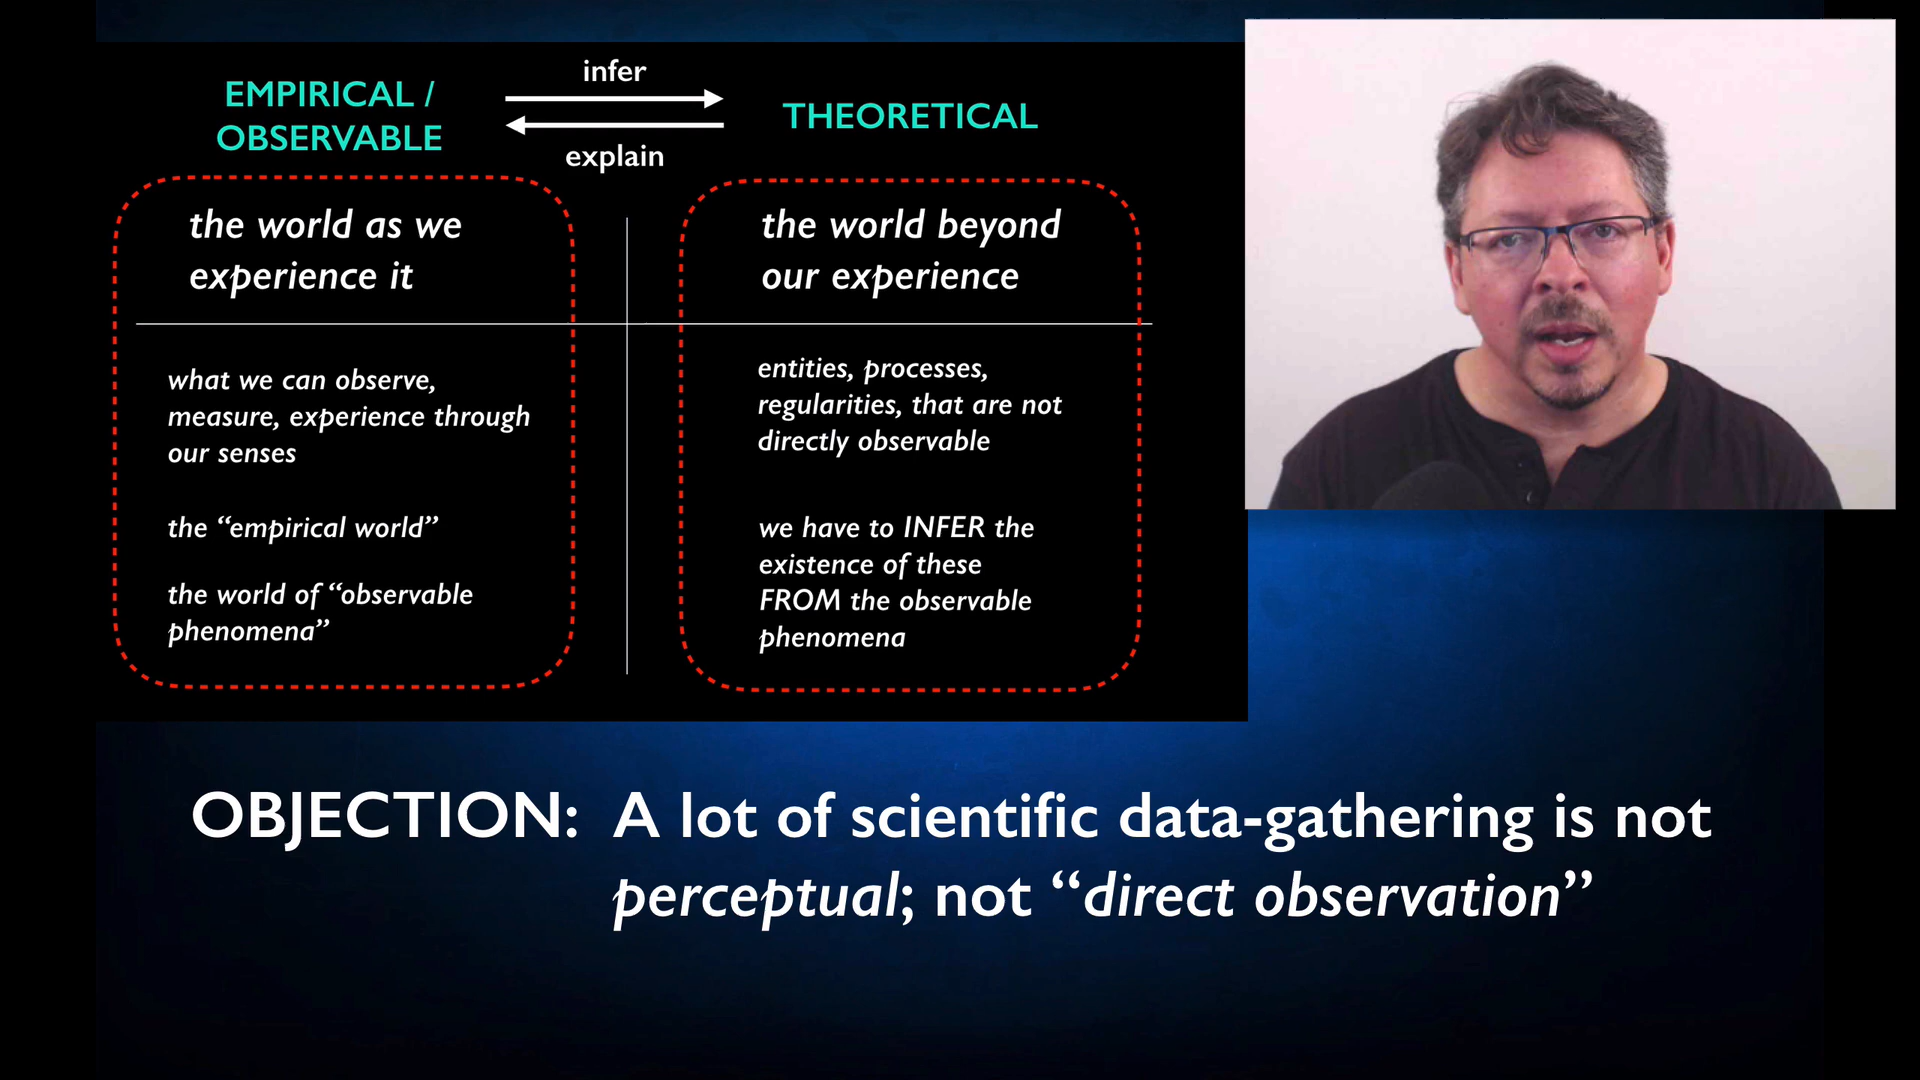 EMPIRICAL /
OBSERVABLE
infer
explain
THEORETICAL
the world as we
experience it
the world beyond
our experience
what we can observe,
measure, experience through
our senses
the “empirical world”
the world of “observable
phenomena”
entities, processes,
regularities, that are not
directly observable
we have to INFER the
existence of these
FROM the observable
phenomena
OBJECTION: A lot of scientific data-gathering is not
perceptual; not “direct observation”